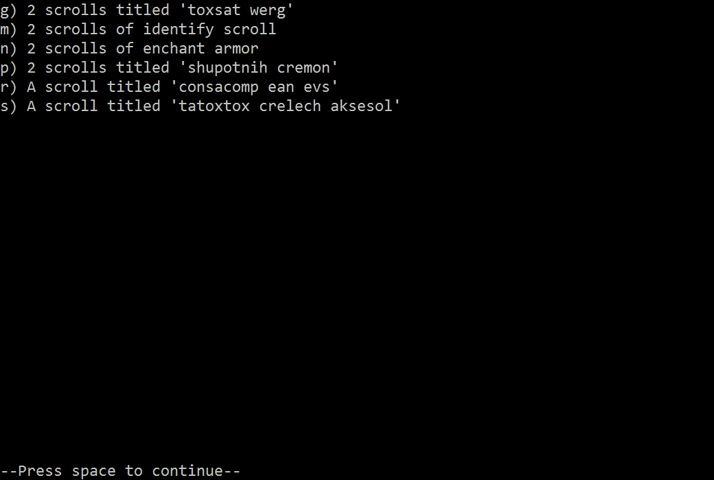 g) 2 scrolls titled 'toxsat werg'
m) 2 scrolls of identify scroll
n) 2 scrolls of enchant armor
p) 2 scrolls titled 'shupotnih cremon'
r) A scroll titled 'consacomp ean evs'
s) A scroll titled 'tatoxtox crelech aksesol'
--Press space to continue--